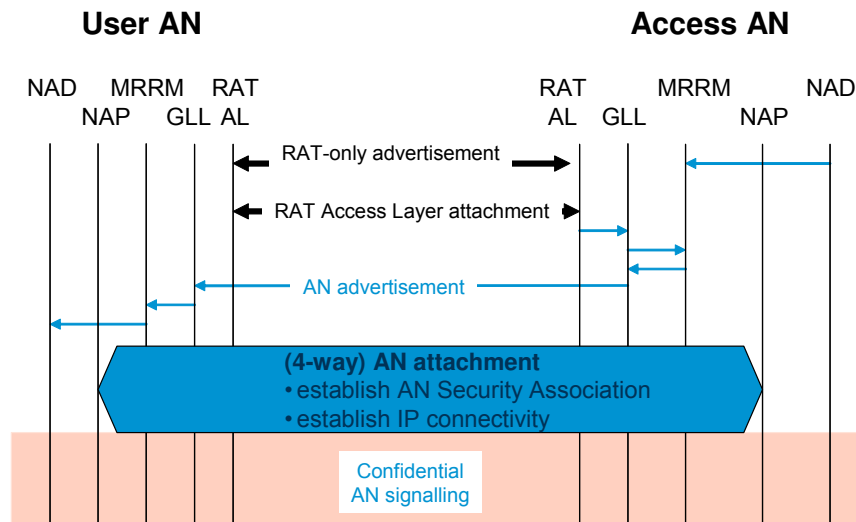 User AN
Access AN
NAD MRRM RAT
NAP GLL AL
RAT MRRM NAD
AL GLL NAP
RAT-only advertisement
RAT Access Layer attachment
AN advertisement
(4-way) AN attachment
• establish AN Security Association
• establish IP connectivity
Confidential
AN signalling